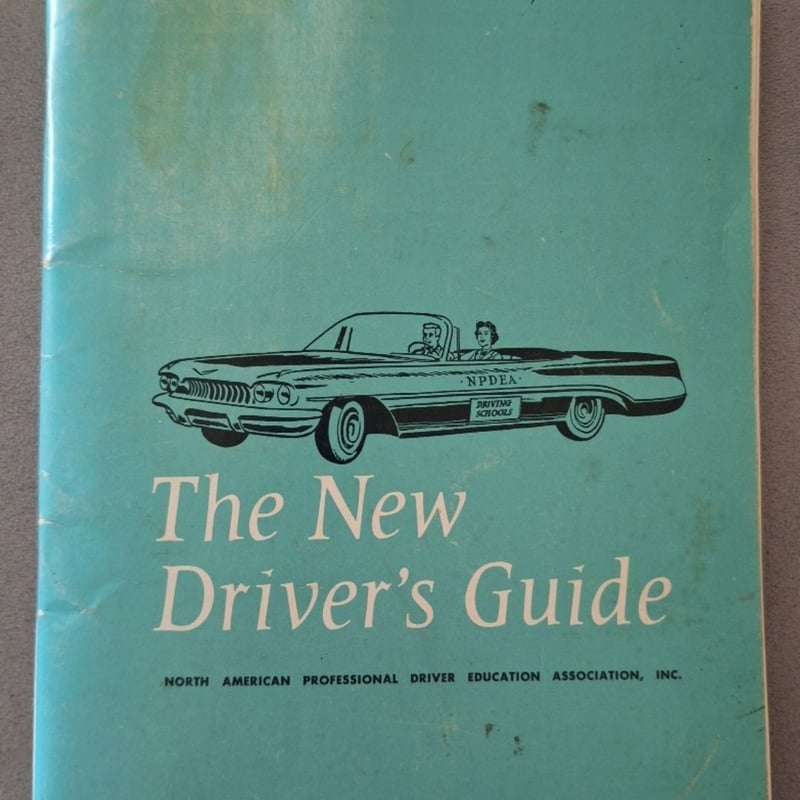 · NPDEA ·
DRIVING
SCHOOLS
The New
Driver's Guide
NORTH AMERICAN PROFESSIONAL DRIVER EDUCATION ASSOCIATION, INC.